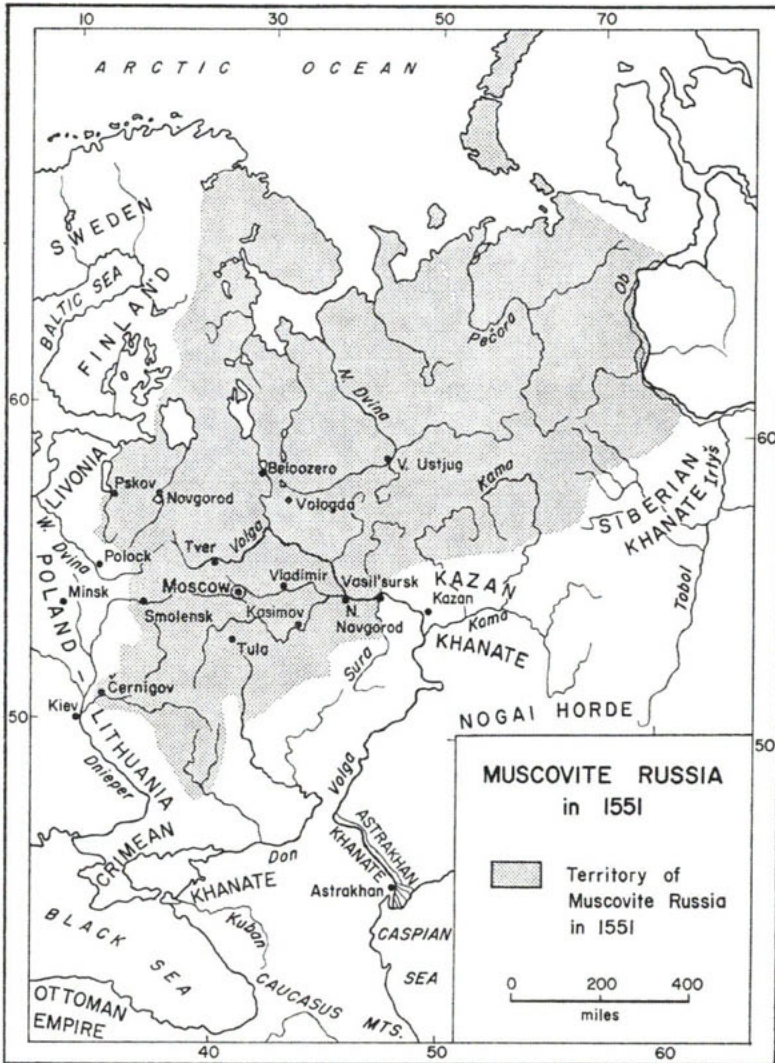 10 30 50 70
ARCTIC OCEAN
SWEDEN
BALTIC SEA
FINLAND
Ob
Pečora
N. Dvina
60
60
LIVONIA
Pskov
Novgorod
Beloozero
V. Ustjug
Vologda
Kama
SIBERIAN
KHANATE
Irtyš
Tobol
W. Dvina
Polock
Tver
Volga
Moscow
Vladimir
Vasil'sursk
KAZAN
KHANATE
Kazan
Kama
POLAND -
LITHUANIA
Minsk
Smolensk
Kasimov
N.
Novgorod
Tula
Sura
Černigov
Kiev
50
50
NOGAI HORDE
Dnieper
Volga
CRIMEAN
KHANATE
Don
ASTRAKHAN
KHANATE
Astrakhan
Kuban
BLACK SEA
CASPIAN
SEA
CAUCASUS MTS.
OTTOMAN
EMPIRE
MUSCOVITE RUSSIA
in 1551
Territory of
Muscovite Russia
in 1551
0 200 400
miles
40 50 60